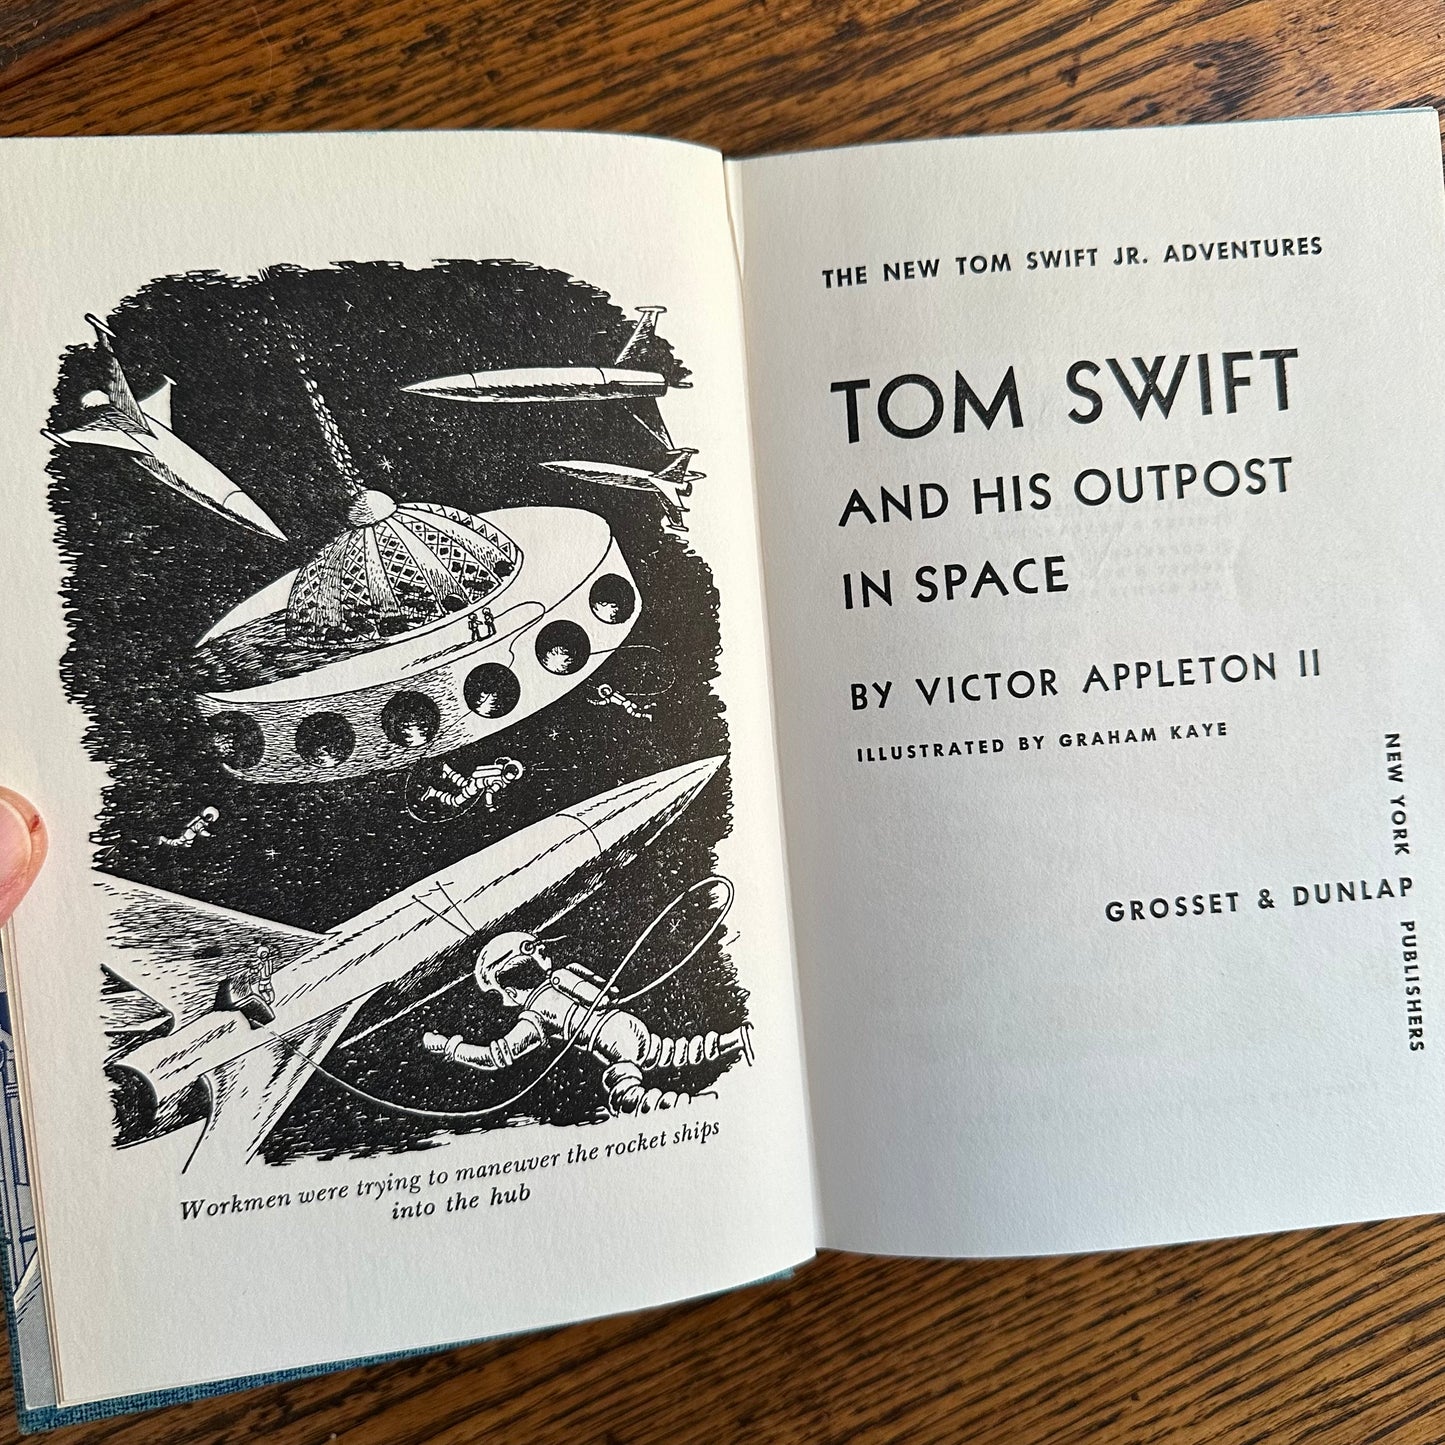 Workmen were trying to maneuver the rocket ships
into the hub
THE NEW TOM SWIFT JR. ADVENTURES
TOM SWIFT
AND HIS OUTPOST
IN SPACE
BY VICTOR APPLETON II
ILLUSTRATED BY GRAHAM KAYE
GROSSET & DUNLAP
NEW YORK
PUBLISHERS